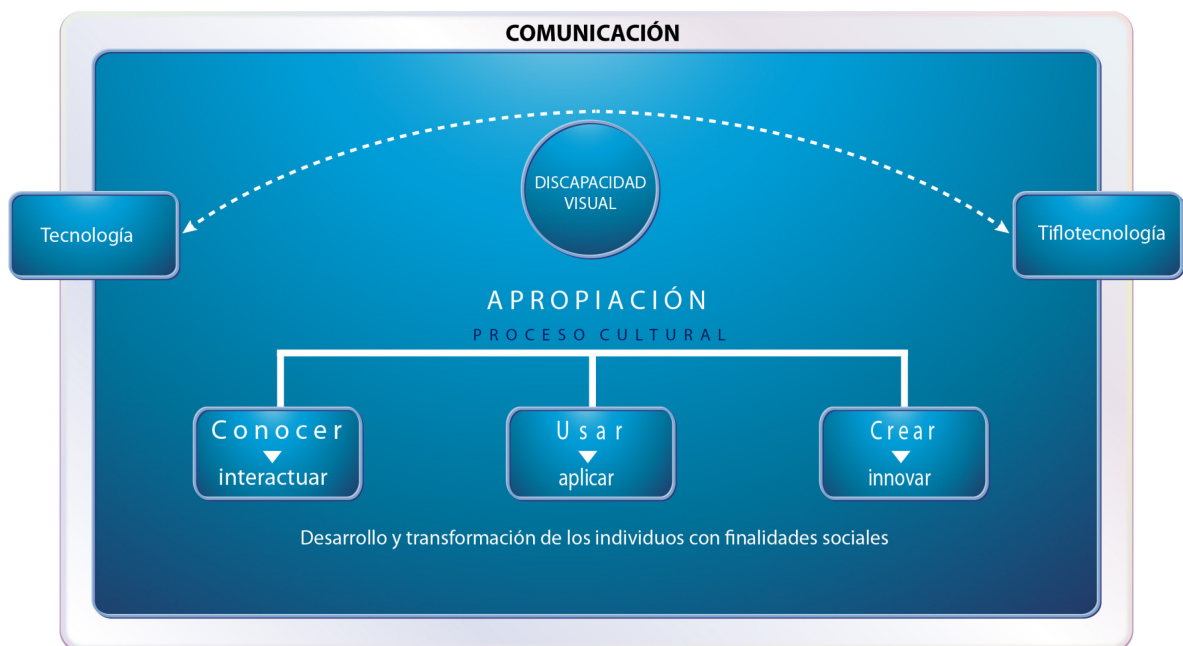 COMUNICACIÓN
DISCAPACIDAD
VISUAL
Tecnología
Tiflotecnología
APROPIACIÓN
PROCESO CULTURAL
Conocer
interactuar
Usar
aplicar
Crear
innovar
Desarrollo y transformación de los individuos con finalidades sociales